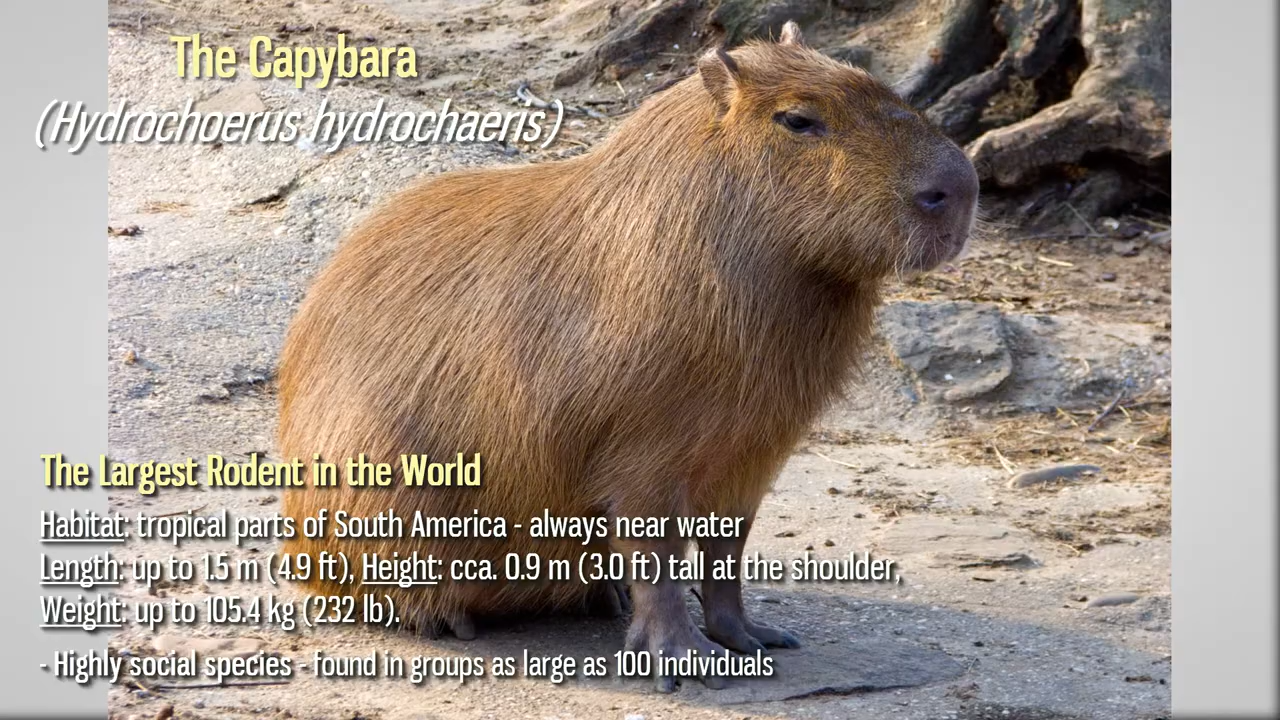 The Capybara
(Hydrochoerus hydrochaeris)
The Largest Rodent in the World
Habitat: tropical parts of South America - always near water
Length: up to 1.5 m (4.9 ft), Height: cca. 0.9 m (3.0 ft) tall at the shoulder,
Weight: up to 105.4 kg (232 lb).
- Highly social species - found in groups as large as 100 individuals